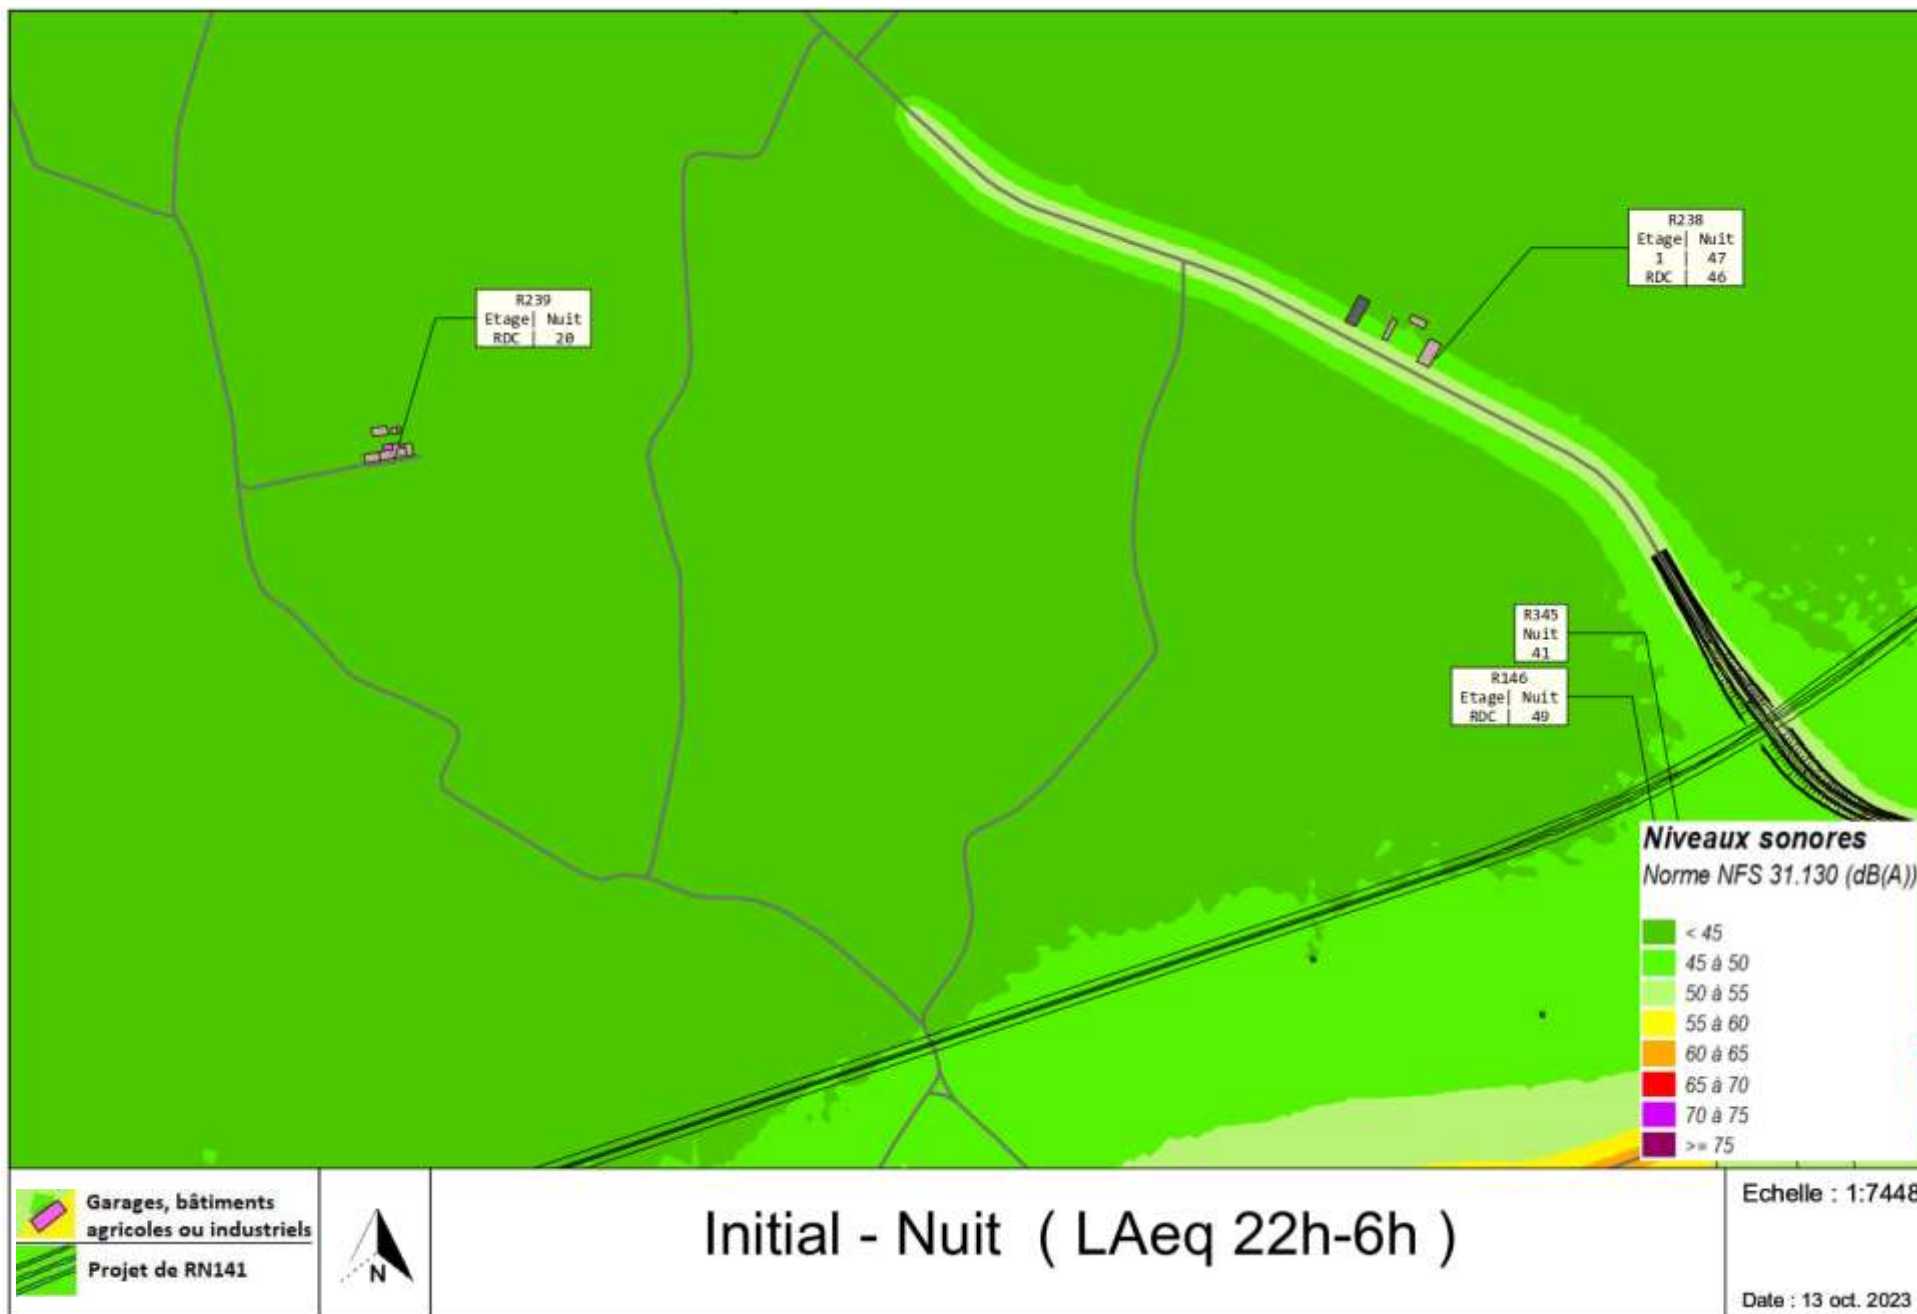 R238
Etage| Nuit
1 | 47
RDC | 46
R239
Etage| Nuit
RDC | 20
R345
Nuit
41
R146
Etage| Nuit
RDC | 49
Niveaux sonores
Norme NFS 31.130 (dB(A))
< 45
45 à 50
50 à 55
55 à 60
60 à 65
65 à 70
70 à 75
>= 75
Garages, bâtiments
agricoles ou industriels
Projet de RN141
N
Initial - Nuit ( LAeq 22h-6h )
Echelle : 1:7448
Date : 13 oct. 2023